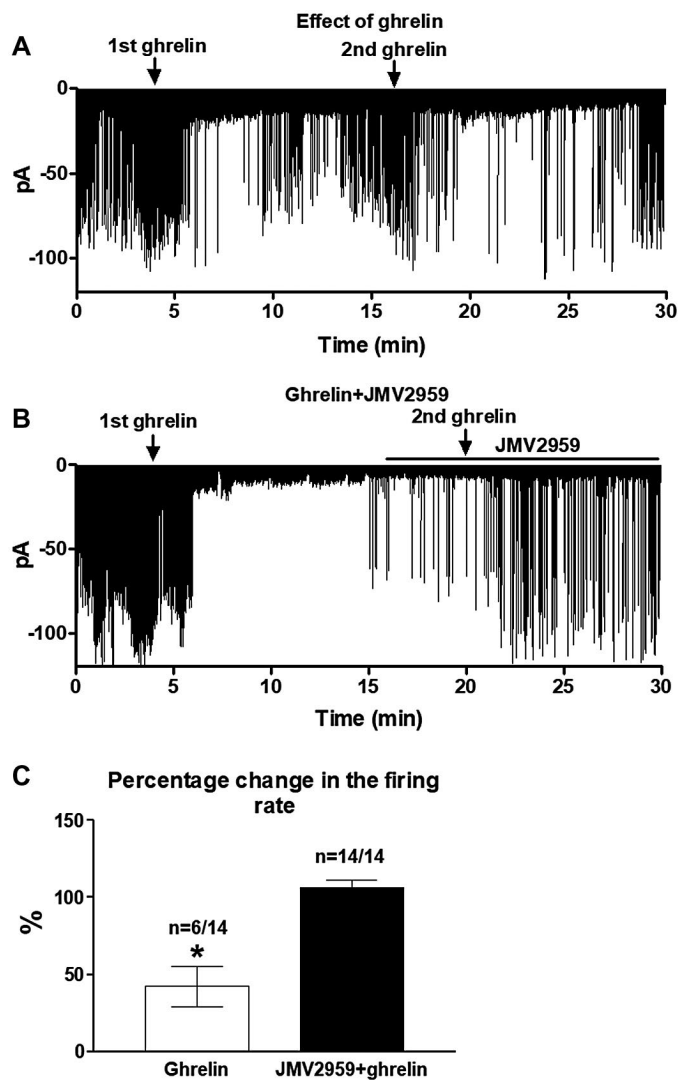 A
Effect of ghrelin
1st ghrelin
2nd ghrelin
0
-50
-100
pA
0 5 10 15 20 25 30
Time (min)
B
Ghrelin+JMV2959
1st ghrelin
2nd ghrelin
JMV2959
0
-50
-100
pA
0 5 10 15 20 25 30
Time (min)
C
Percentage change in the firing
rate
150
100
50
0
%
n=6/14
*
n=14/14
Ghrelin JMV2959+ghrelin